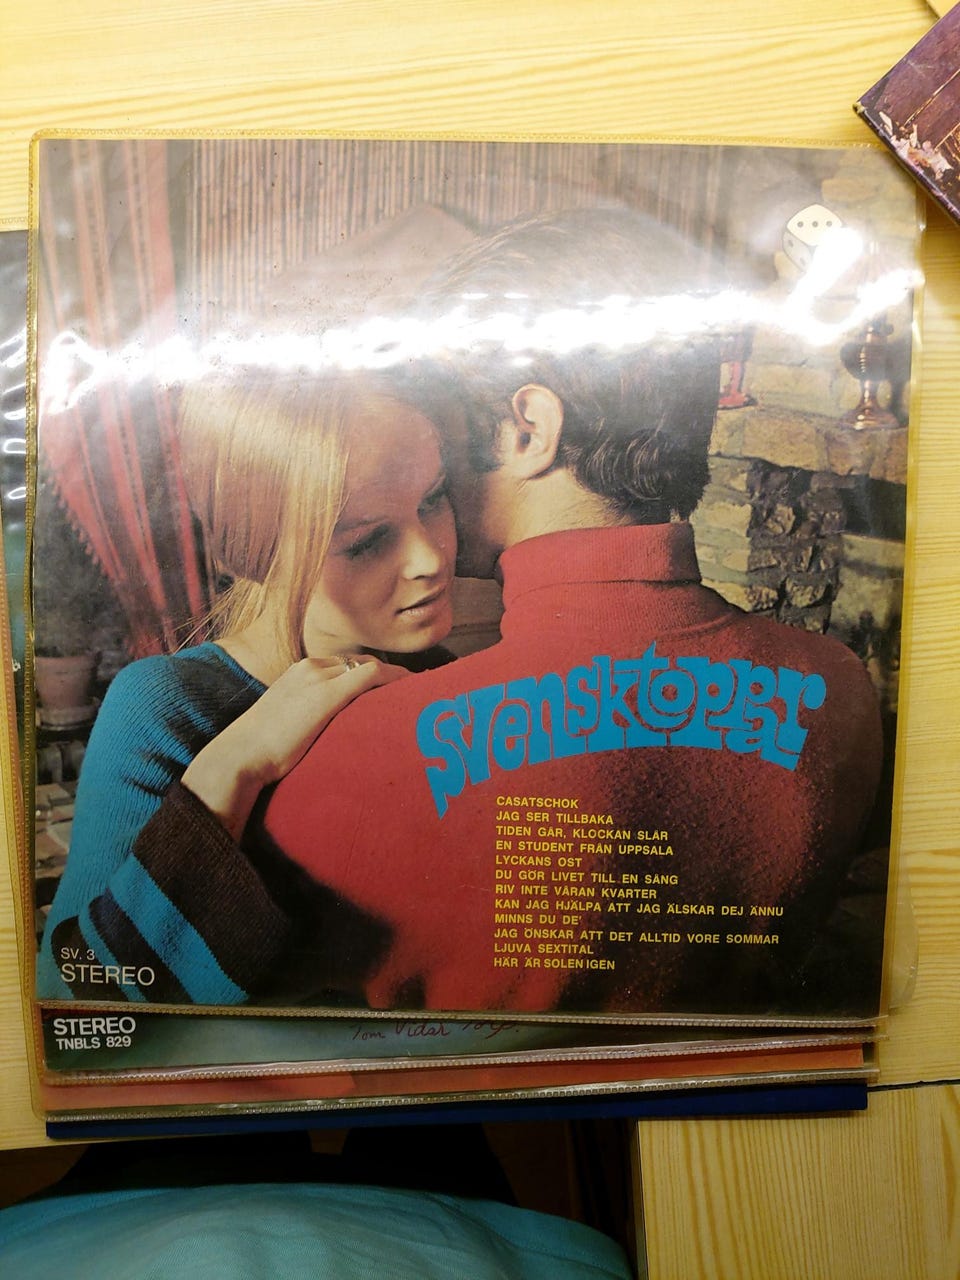 Svensktoppar
CASATSCHOK
JAG SER TILLBAKA
TIDEN GÅR, KLOCKAN SLÅR
EN STUDENT FRÅN UPPSALA
LYCKANS OST
DU GÖR LIVET TILL EN SÅNG
RIV INTE VÅRAN KVARTER
KAN JAG HJÄLPA ATT JAG ÄLSKAR DEJ ÄNNU
MINNS DU DE'
JAG ÖNSKAR ATT DET ALLTID VORE SOMMAR
LJUVA SEXTITAL
HÄR ÄR SOLEN IGEN
SV. 3
STEREO
STEREO
TNBLS 829
Tom Vidar